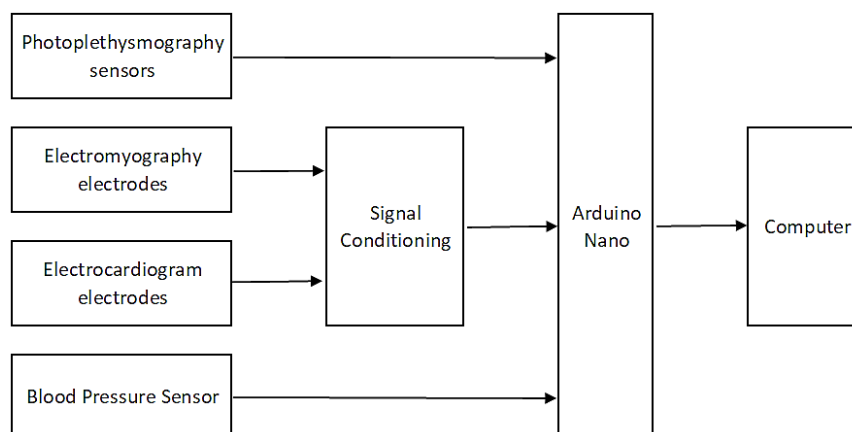 Photoplethysmography
sensors
Electromyography
electrodes
Electrocardiogram
electrodes
Blood Pressure Sensor
Signal
Conditioning
Arduino
Nano
Computer